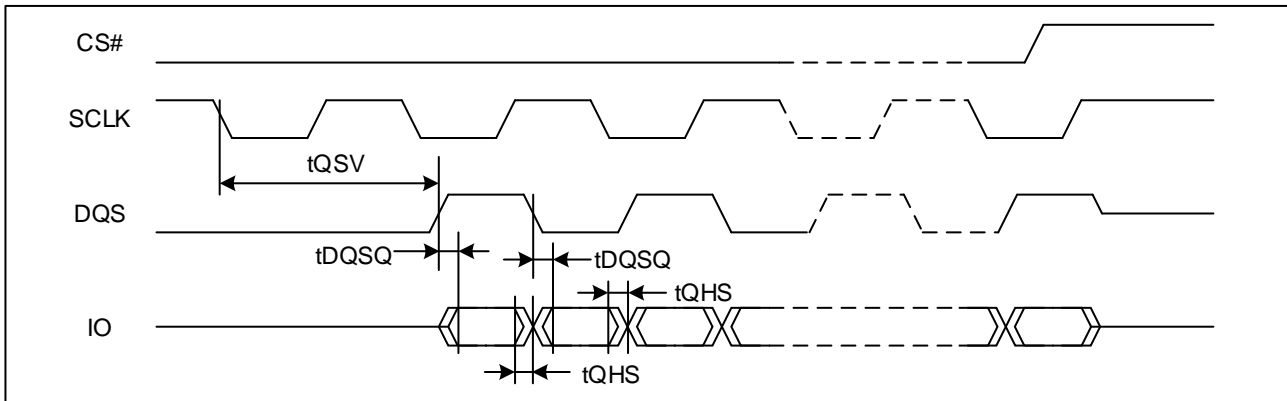 CS#
SCLK
tQSV
DQS
tDQSQ
tDQSQ
tQHS
IO
tQHS